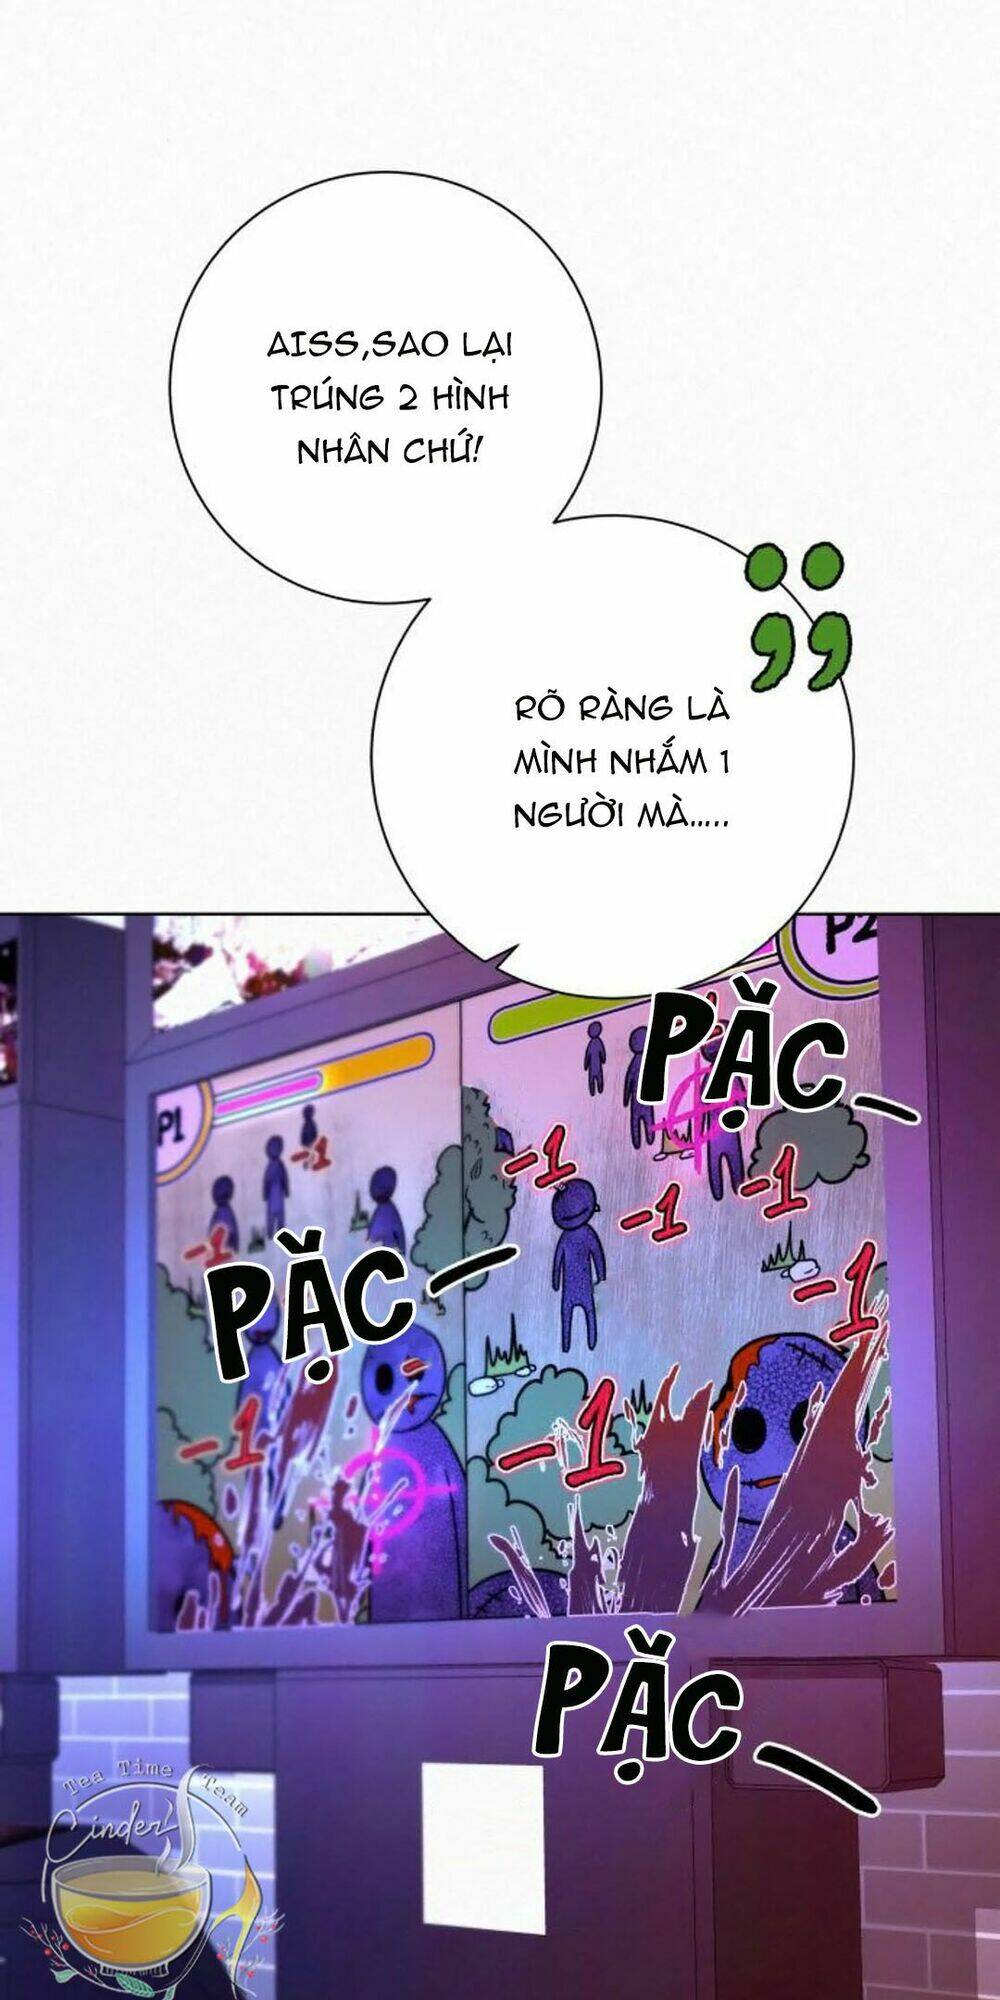 AISS,SAO LẠI
TRÚNG 2 HÌNH
NHÂN CHỨ!
RÕ RÀNG LÀ
MÌNH NHẮM 1
NGƯỜI MÀ.....
P2
PẶC
P1
-1
-1
-1
-1
-1
PẶC
-1
-1
-1
PẶC
Tea Time Team
Cinder's